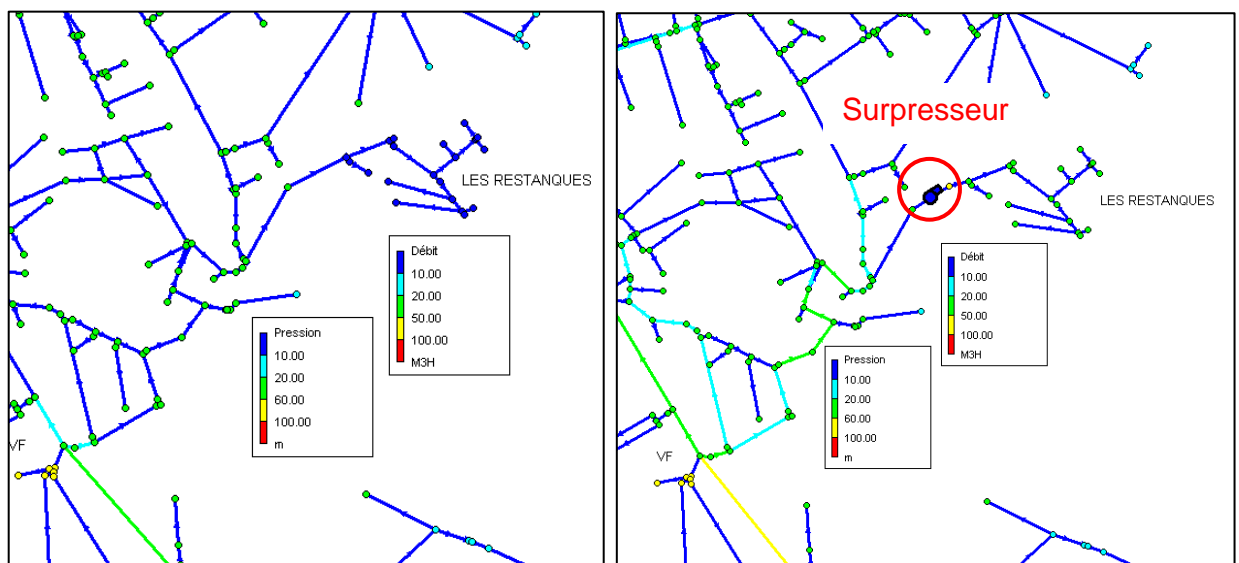 LES RESTANQUES
Débit
10.00
20.00
50.00
100.00
M3H
Pression
10.00
20.00
60.00
100.00
m
VF
Surpresseur
LES RESTANQUES
Débit
10.00
20.00
50.00
100.00
M3H
Pression
10.00
20.00
60.00
100.00
m
VF